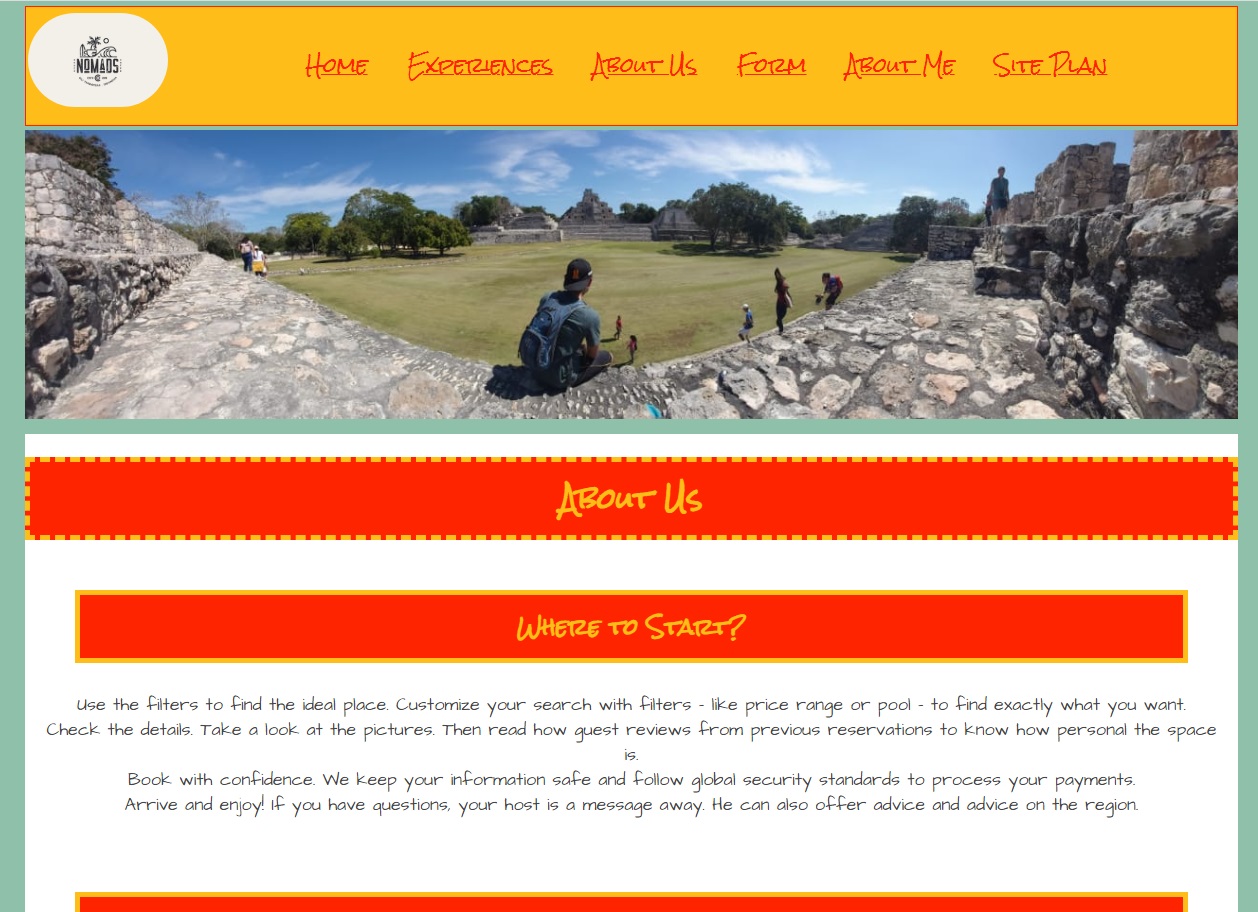 NOMADS
Home Experiences About Us Form About Me Site Plan
About Us
Where to Start?
Use the filters to find the ideal place. Customize your search with filters - like price range or pool - to find exactly what you want.
Check the details. Take a look at the pictures. Then read how guest reviews from previous reservations to know how personal the space
is.
Book with confidence. We keep your information safe and follow global security standards to process your payments.
Arrive and enjoy! If you have questions, your host is a message away. He can also offer advice and advice on the region.